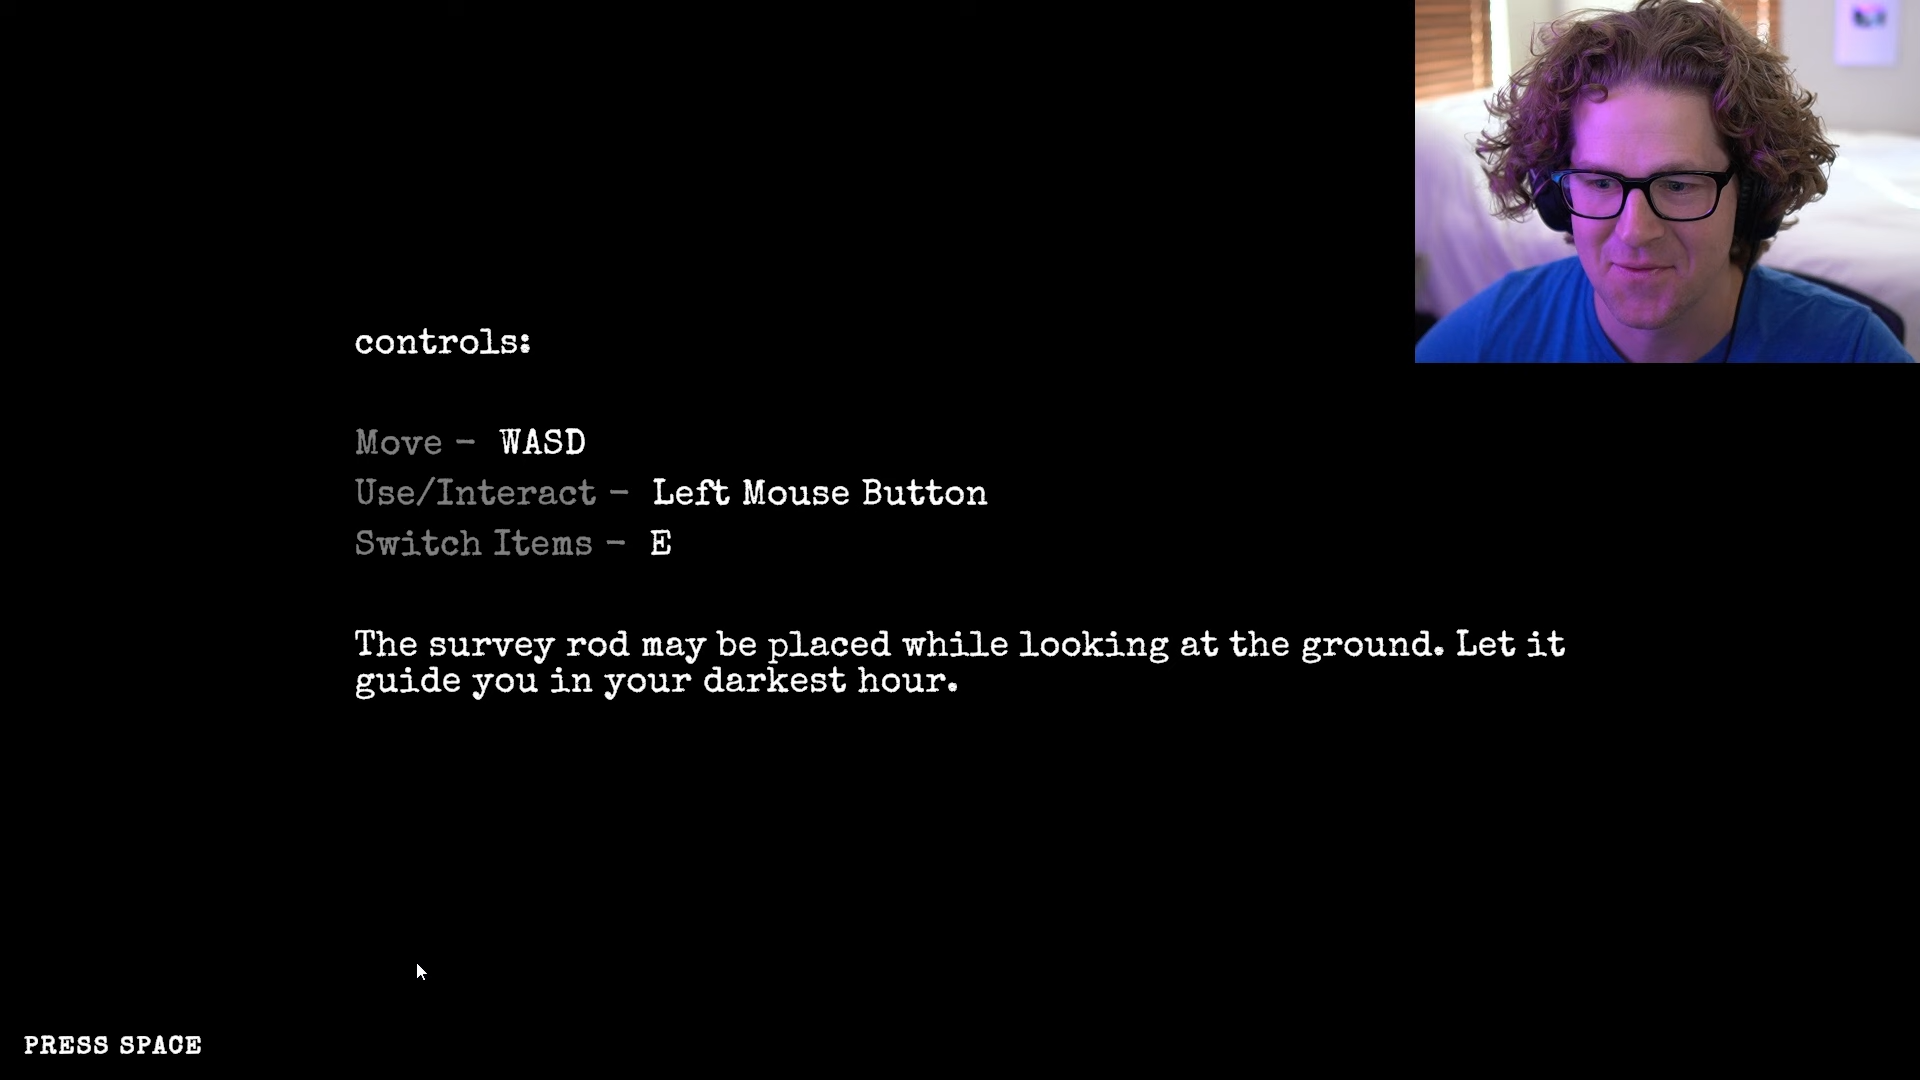 controls:
Move - WASD
Use/Interact - Left Mouse Button
Switch Items - E
The survey rod may be placed while looking at the ground. Let it
guide you in your darkest hour.
PRESS SPACE